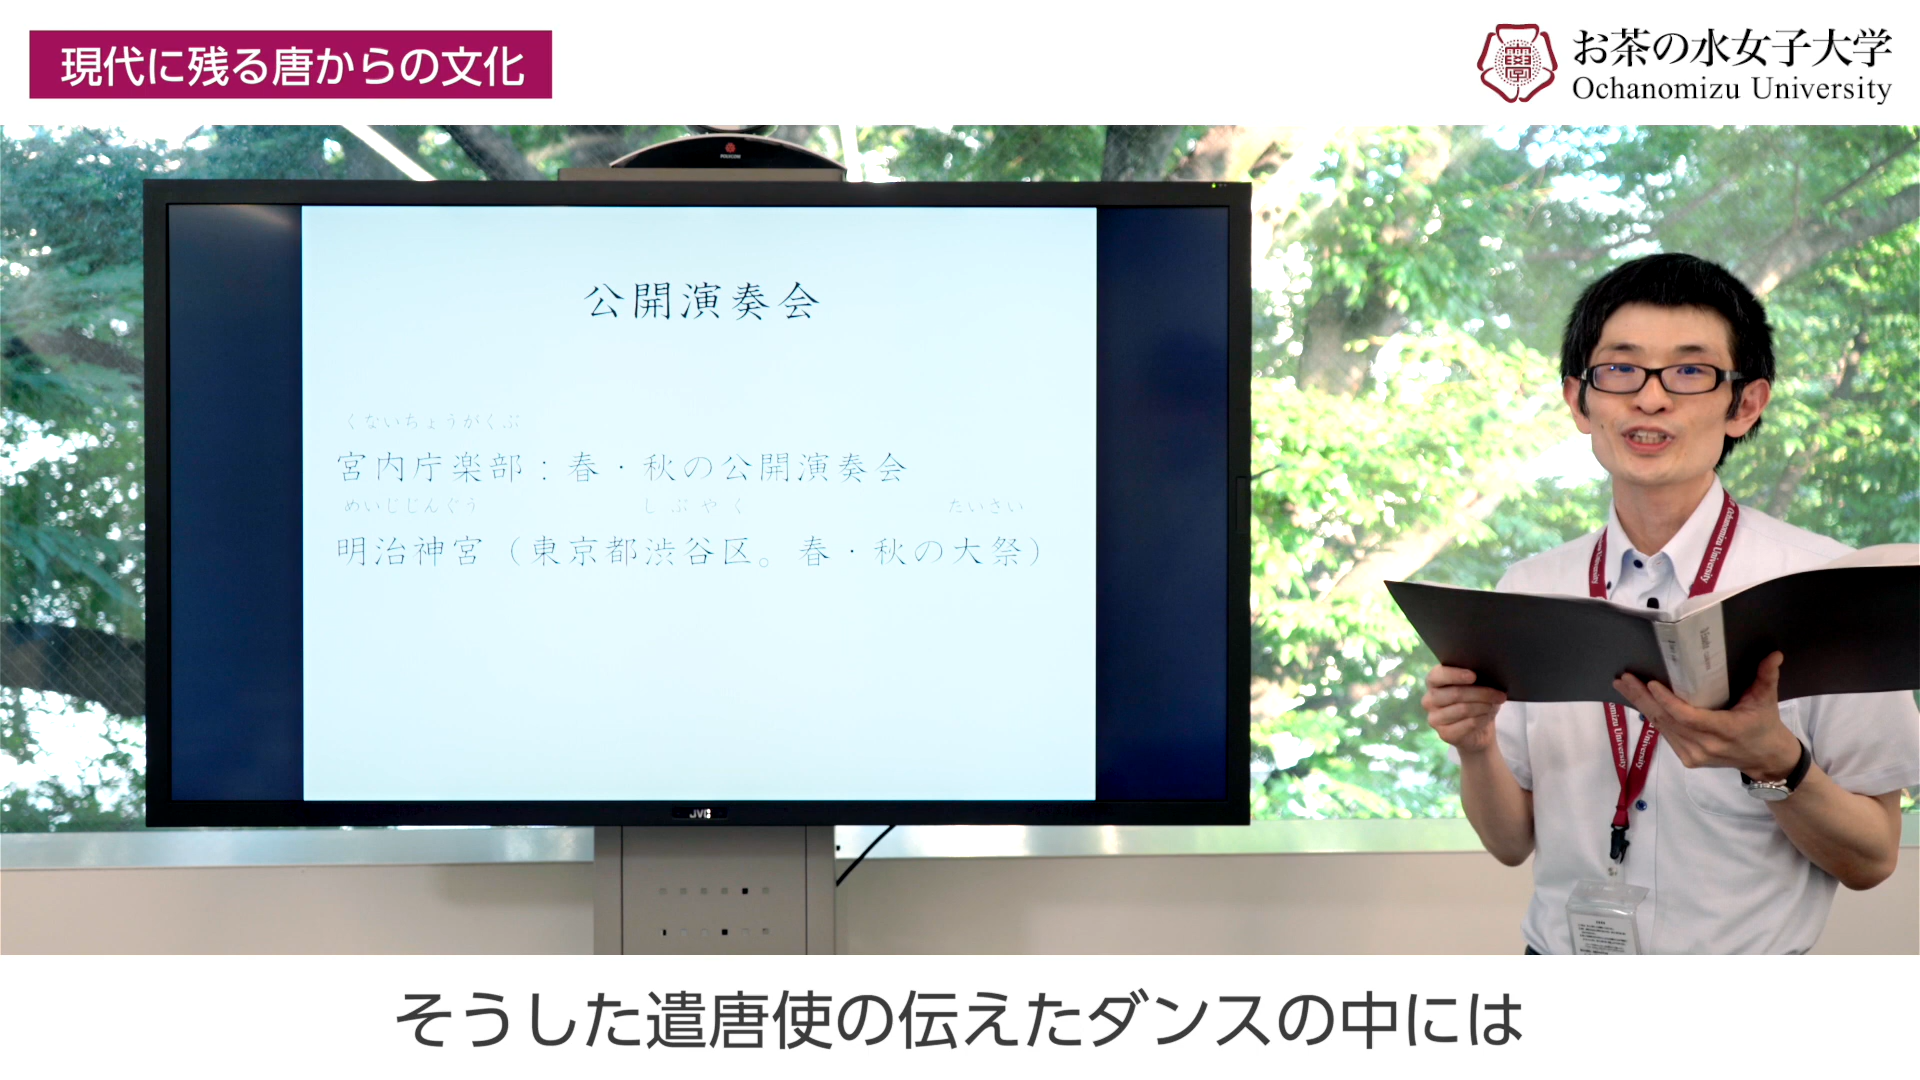 現代に残る唐からの文化
お茶の水女子大学
Ochanomizu University
公開演奏会
くないちょうがくぶ
宮内庁楽部：春・秋の公開演奏会
めいじじんぐう しぶやく たいさい
明治神宮（東京都渋谷区。春・秋の大祭）
JVC
Ochanomizu University
そうした遣唐使の伝えたダンスの中には